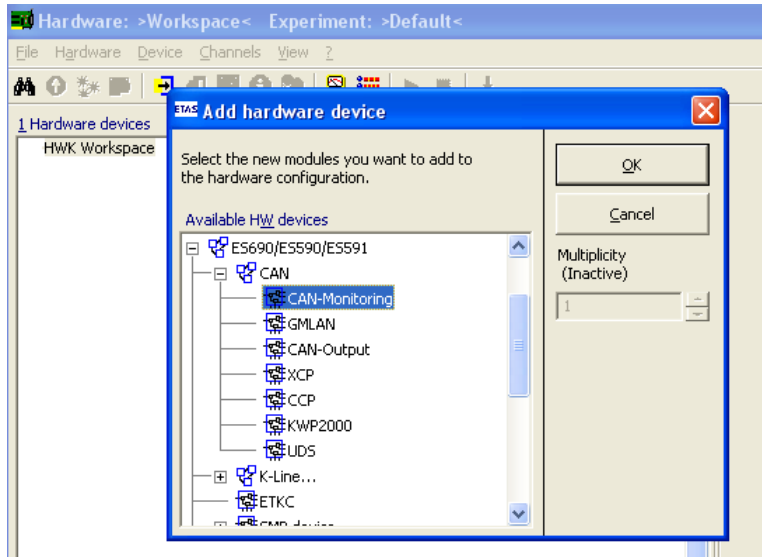 Hardware: >Workspace< Experiment: >Default<
File Hardware Device Channels View ?
1 Hardware devices
HWK Workspace
ETAS Add hardware device
Select the new modules you want to add to
the hardware configuration.
Available HW devices
ES690/ES590/ES591
CAN
CAN-Monitoring
GMLAN
CAN-Output
XCP
CCP
KWP2000
UDS
K-Line...
ETKC
OK
Cancel
Multiplicity
(Inactive)
1